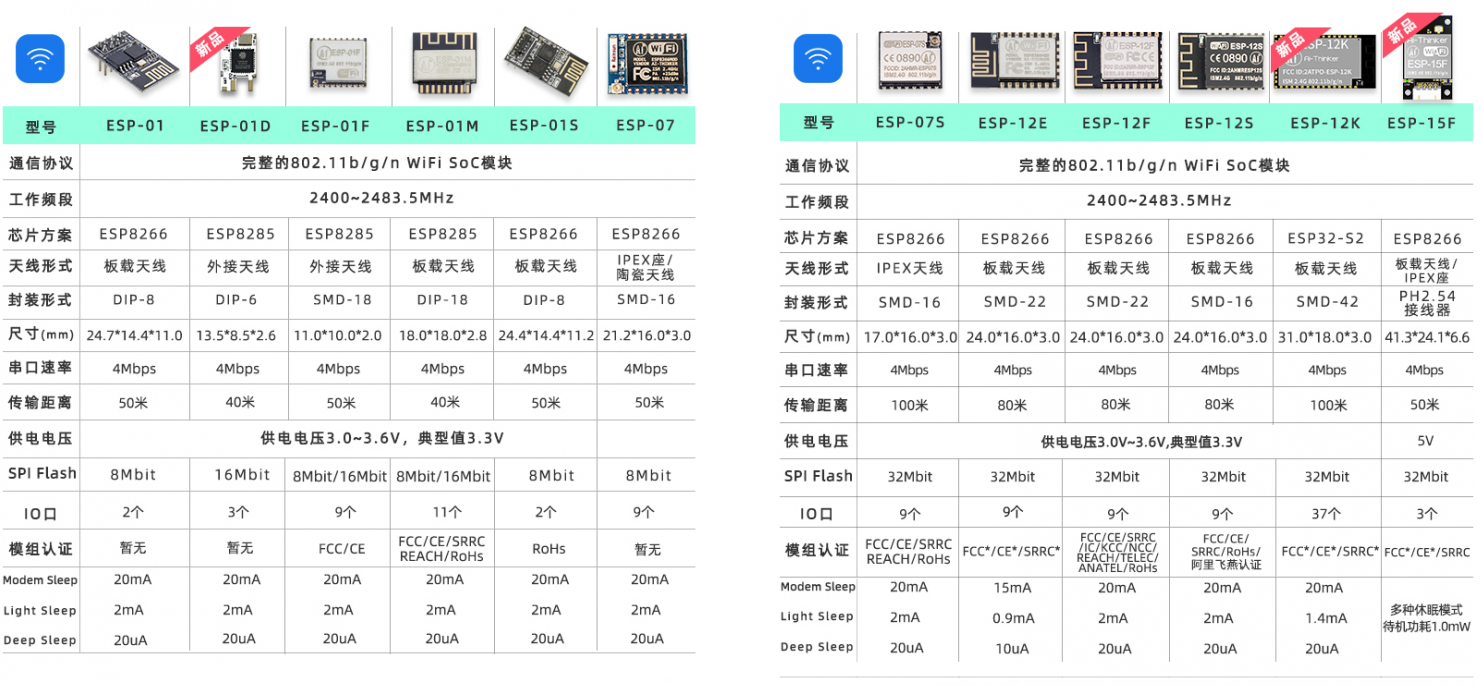 新品
型号 ESP-01 ESP-01D ESP-01F ESP-01M ESP-01S ESP-07
通信协议 完整的802.11b/g/n WiFi SoC模块
工作频段 2400~2483.5MHz
芯片方案 ESP8266 ESP8285 ESP8285 ESP8285 ESP8266 ESP8266
天线形式 板载天线 外接天线 外接天线 板载天线 板载天线 IPEX座/
陶瓷天线
封装形式 DIP-8 DIP-6 SMD-18 DIP-18 DIP-8 SMD-16
尺寸(mm) 24.7*14.4*11.0 13.5*8.5*2.6 11.0*10.0*2.0 18.0*18.0*2.8 24.4*14.4*11.2 21.2*16.0*3.0
串口速率 4Mbps 4Mbps 4Mbps 4Mbps 4Mbps 4Mbps
传输距离 50米 40米 50米 40米 50米 50米
供电电压 供电电压3.0~3.6V，典型值3.3V
SPI Flash 8Mbit 16Mbit 8Mbit/16Mbit 8Mbit/16Mbit 8Mbit 8Mbit
IO口 2个 3个 9个 11个 2个 9个
模组认证 暂无 暂无 FCC/CE FCC/CE/SRRC RoHs 暂无
REACH/RoHs
Modem Sleep 20mA 20mA 20mA 20mA 20mA 20mA
Light Sleep 2mA 2mA 2mA 2mA 2mA 2mA
Deep Sleep 20uA 20uA 20uA 20uA 20uA 20uA
新品 新品
型号 ESP-07S ESP-12E ESP-12F ESP-12S ESP-12K ESP-15F
通信协议 完整的802.11b/g/n WiFi SoC模块
工作频段 2400~2483.5MHz
芯片方案 ESP8266 ESP8266 ESP8266 ESP8266 ESP32-S2 ESP8266
天线形式 IPEX天线 板载天线 板载天线 板载天线 板载天线 板载天线/
IPEX座
封装形式 SMD-16 SMD-22 SMD-22 SMD-16 SMD-42 PH2.54
接线器
尺寸(mm) 17.0*16.0*3.0 24.0*16.0*3.0 24.0*16.0*3.0 24.0*16.0*3.0 31.0*18.0*3.0 41.3*24.1*6.6
串口速率 4Mbps 4Mbps 4Mbps 4Mbps 4Mbps 4Mbps
传输距离 100米 80米 80米 80米 100米 50米
供电电压 供电电压3.0V~3.6V,典型值3.3V 5V
SPI Flash 32Mbit 32Mbit 32Mbit 32Mbit 32Mbit 32Mbit
IO口 9个 9个 9个 9个 37个 3个
模组认证 FCC/CE/SRRC REACH/RoHs FCC*/CE*/SRRC* FCC/CE/SRRC /IC/KCC/NCC/ REACH/TELEC/ ANATEL/RoHs FCC/CE/ SRRC/RoHs/ 阿里飞燕认证 FCC*/CE*/SRRC* FCC*/CE*/SRRC
Modem Sleep 20mA 15mA 20mA 20mA 20mA
Light Sleep 2mA 0.9mA 2mA 2mA 1.4mA 多种休眠模式
待机功耗1.0mW
Deep Sleep 20uA 10uA 20uA 20uA 20uA